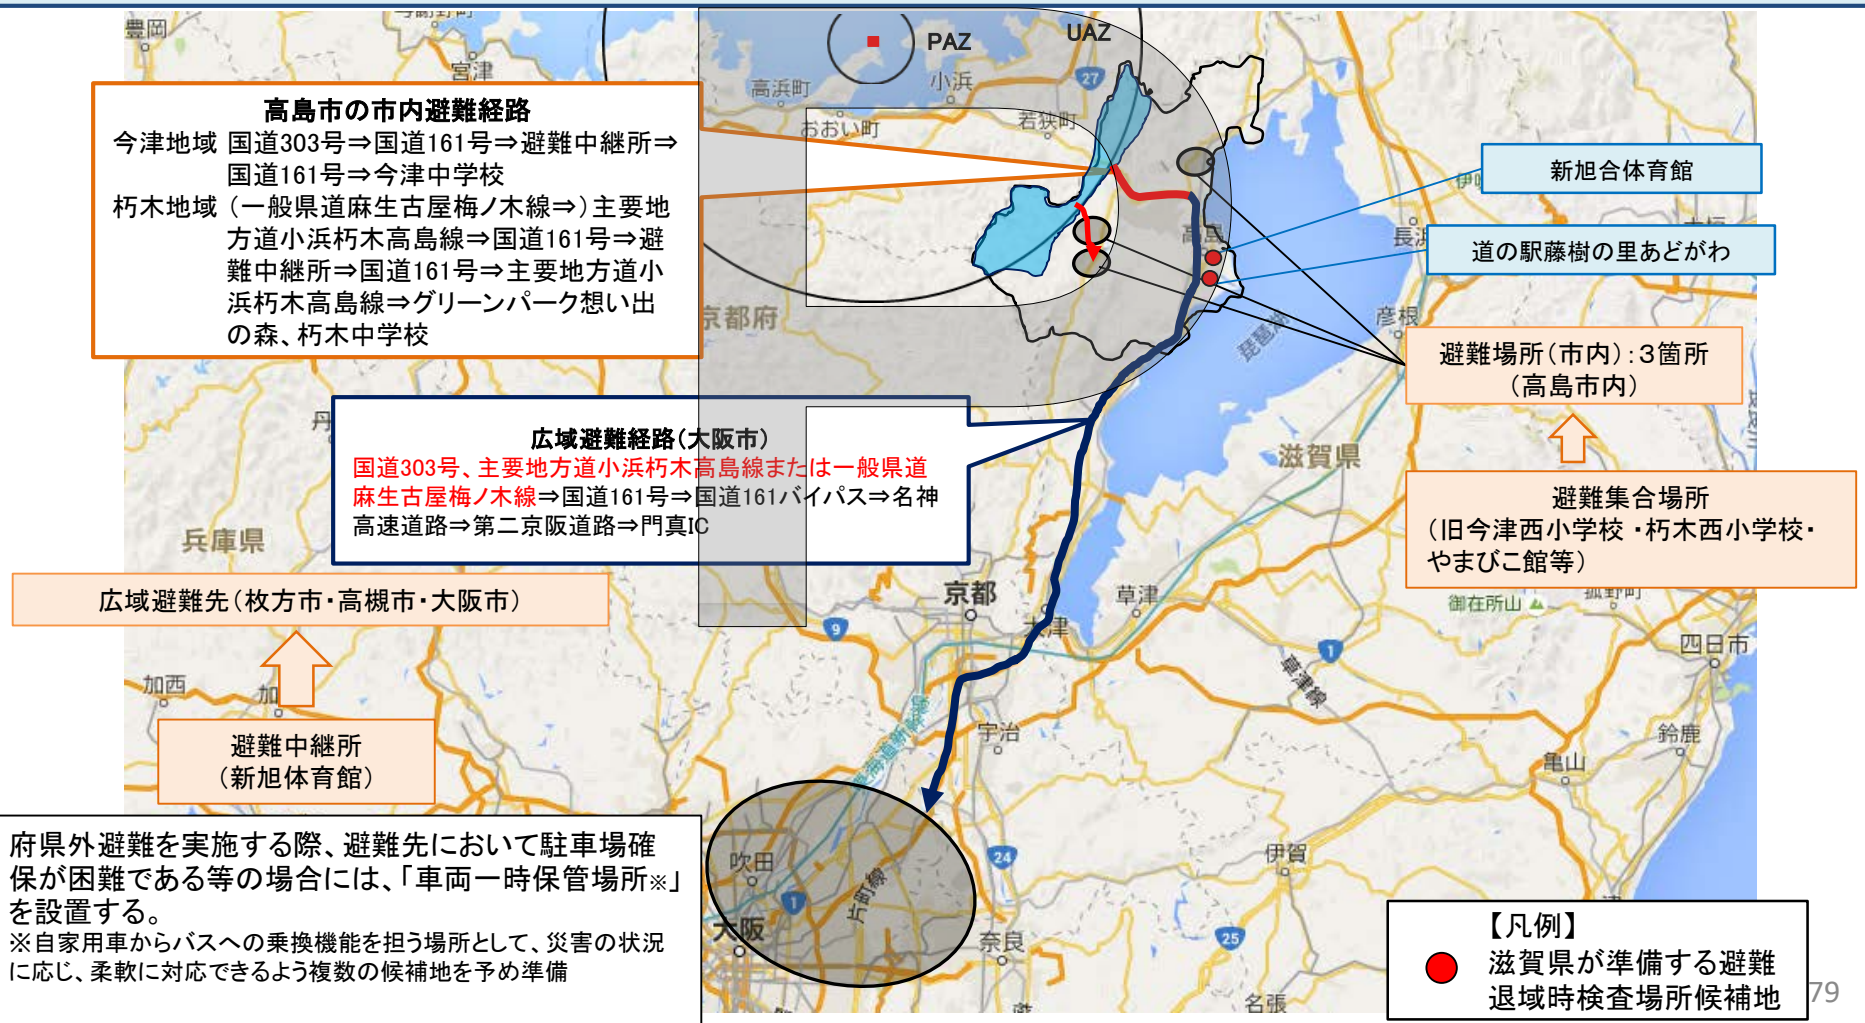 豊岡
宮津
高浜町
小浜
PAZ
UAZ
27
おおい町
若狭町
高島市の市内避難経路
今津地域 国道303号⇒国道161号⇒避難中継所⇒
国道161号⇒今津中学校
朽木地域 (一般県道麻生古屋梅ノ木線⇒)主要地
方道小浜朽木高島線⇒国道161号⇒避
難中継所⇒国道161号⇒主要地方道小
浜朽木高島線⇒グリーンパーク想い出
の森、朽木中学校
新旭合体育館
道の駅藤樹の里あどがわ
高島
彦根
琵琶湖
京都府
避難場所(市内):3箇所
(高島市内)
滋賀県
広域避難経路(大阪市)
国道303号、主要地方道小浜朽木高島線または一般県道
麻生古屋梅ノ木線⇒国道161号⇒国道161バイパス⇒名神
高速道路⇒第二京阪道路⇒門真IC
避難集合場所
(旧今津西小学校・朽木西小学校・
やまびこ館等)
兵庫県
広域避難先(枚方市・高槻市・大阪市)
京都
大津
草津
御在所山
四日市
9
1
草津線
加西
避難中継所
(新旭体育館)
宇治
鈴鹿
亀山
東海道新幹線
府県外避難を実施する際、避難先において駐車場確
保が困難である等の場合には、「車両一時保管場所※」
を設置する。
※自家用車からバスへの乗換機能を担う場所として、災害の状況
に応じ、柔軟に対応できるよう複数の候補地を予め準備
吹田
1
片町線
大阪
24
奈良
25
伊賀
名張
【凡例】
滋賀県が準備する避難
退域時検査場所候補地
79